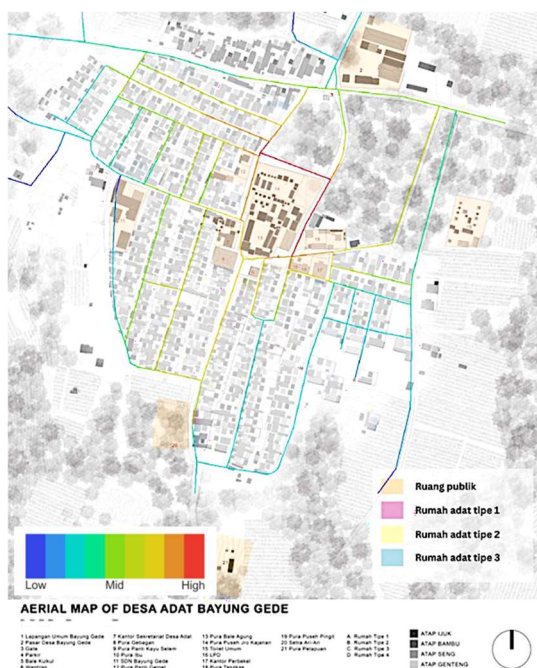 Ruang publik
Rumah adat tipe 1
Rumah adat tipe 2
Rumah adat tipe 3
Low Mid High
AERIAL MAP OF DESA ADAT BAYUNG GEDE
1 Lapangan Umum Bayung Gede
2 Pasar Desa Bayung Gede
3 Gate
4 Parkir
5 Bale Kulkul
7 Kantor Sekretariat Desa Adat
8 Pura Gebagan
9 Pura Panti Kayu Selem
10 Pura Ibu
11 SDN Bayung Gede
13 Pura Bale Agung
14 Pura Puseh Jro Kajanan
15 Toilet Umum
16 LPD
17 Kantor Perbekel
19 Pura Puseh Pingit
20 Setra Ari-Ari
21 Pura Pelapuan
A Rumah Tipe 1
B Rumah Tipe 2
C Rumah Tipe 3
D Rumah Tipe 4
ATAP IJUK
ATAP BAMBU
ATAP SENG
ATAP GENTENG